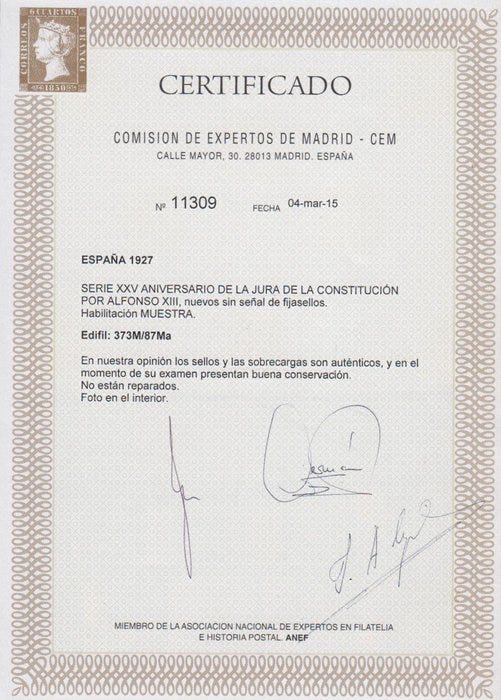 6 CUARTOS
CORREOS
FRANCO
1850
CERTIFICADO
COMISION DE EXPERTOS DE MADRID - CEM
CALLE MAYOR, 30. 28013 MADRID. ESPAÑA
Nº 11309 FECHA 04-mar-15
ESPAÑA 1927
SERIE XXV ANIVERSARIO DE LA JURA DE LA CONSTITUCIÓN
POR ALFONSO XIII, nuevos sin señal de fijasellos.
Habilitación MUESTRA.
Edifil: 373M/87Ma
En nuestra opinión los sellos y las sobrecargas son auténticos, y en el
momento de su examen presentan buena conservación.
No están reparados.
Foto en el interior.
MIEMBRO DE LA ASOCIACION NACIONAL DE EXPERTOS EN FILATELIA
E HISTORIA POSTAL. ANEF